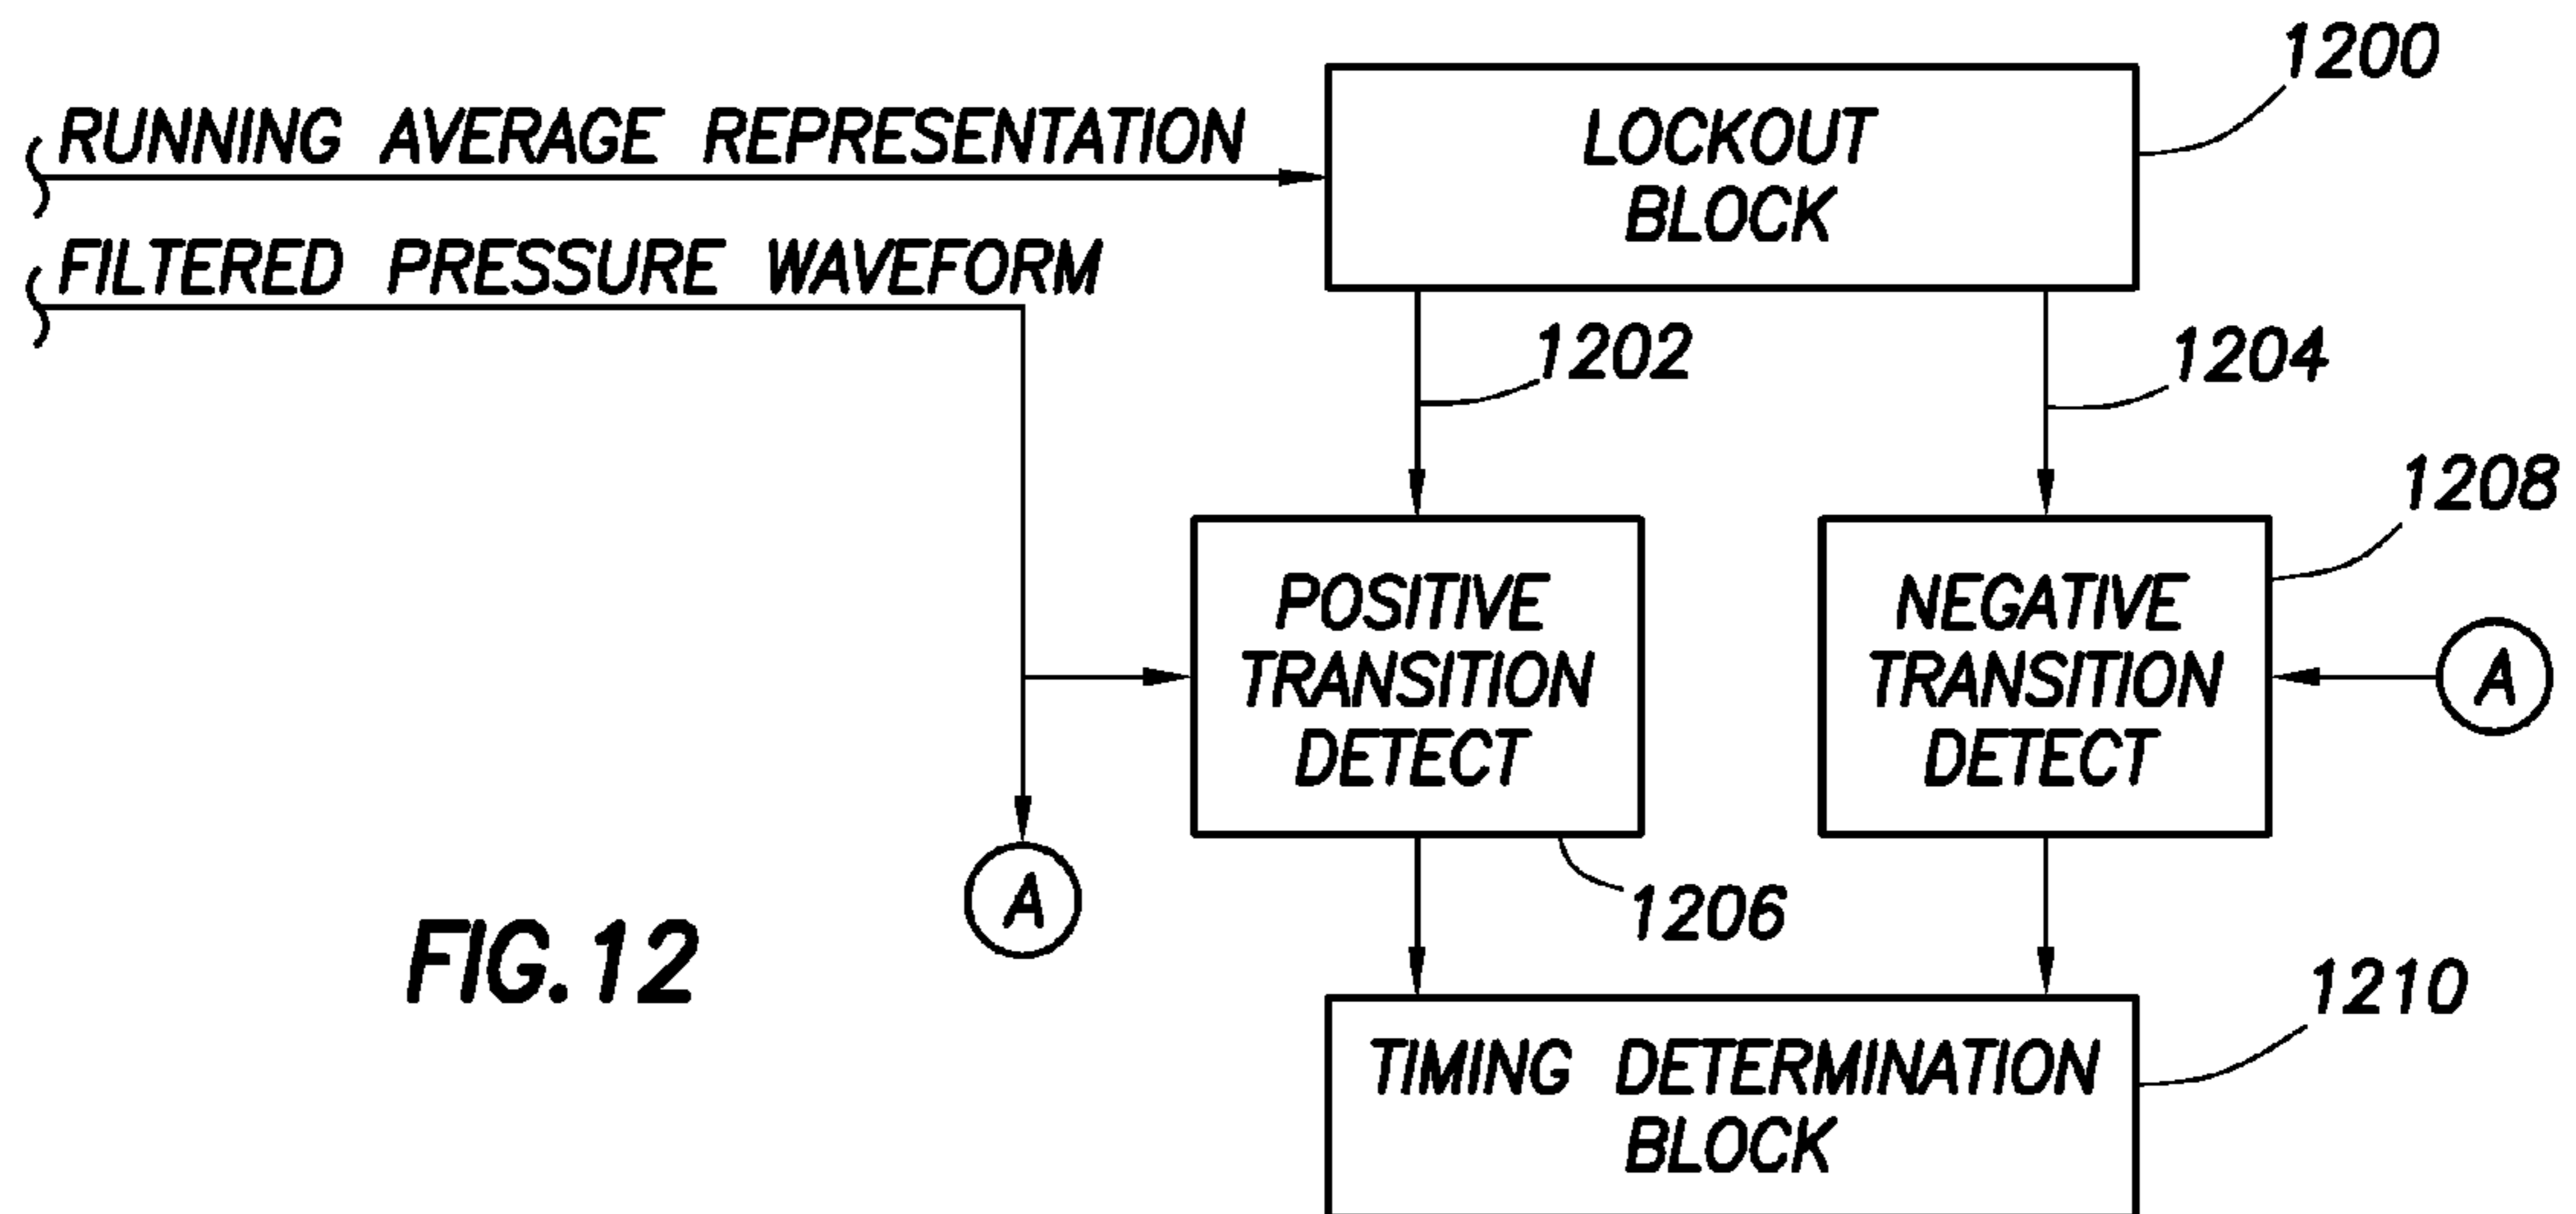 1200
RUNNING AVERAGE REPRESENTATION
LOCKOUT
BLOCK
FILTERED PRESSURE WAVEFORM
1202
1204
1208
POSITIVE
TRANSITION
DETECT
NEGATIVE
TRANSITION
DETECT
A
A
1206
FIG.12
1210
TIMING DETERMINATION
BLOCK